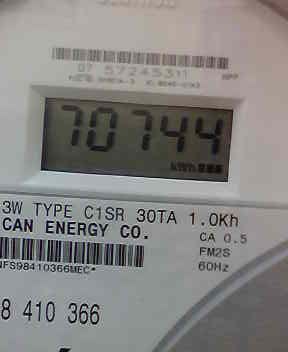 07 57245311
70744
kWh
3W TYPE C1SR 30TA 1.0Kh
CAN ENERGY CO.
CA 0.5
FM2S
60Hz
NFS98410366MEC*
8 410 366